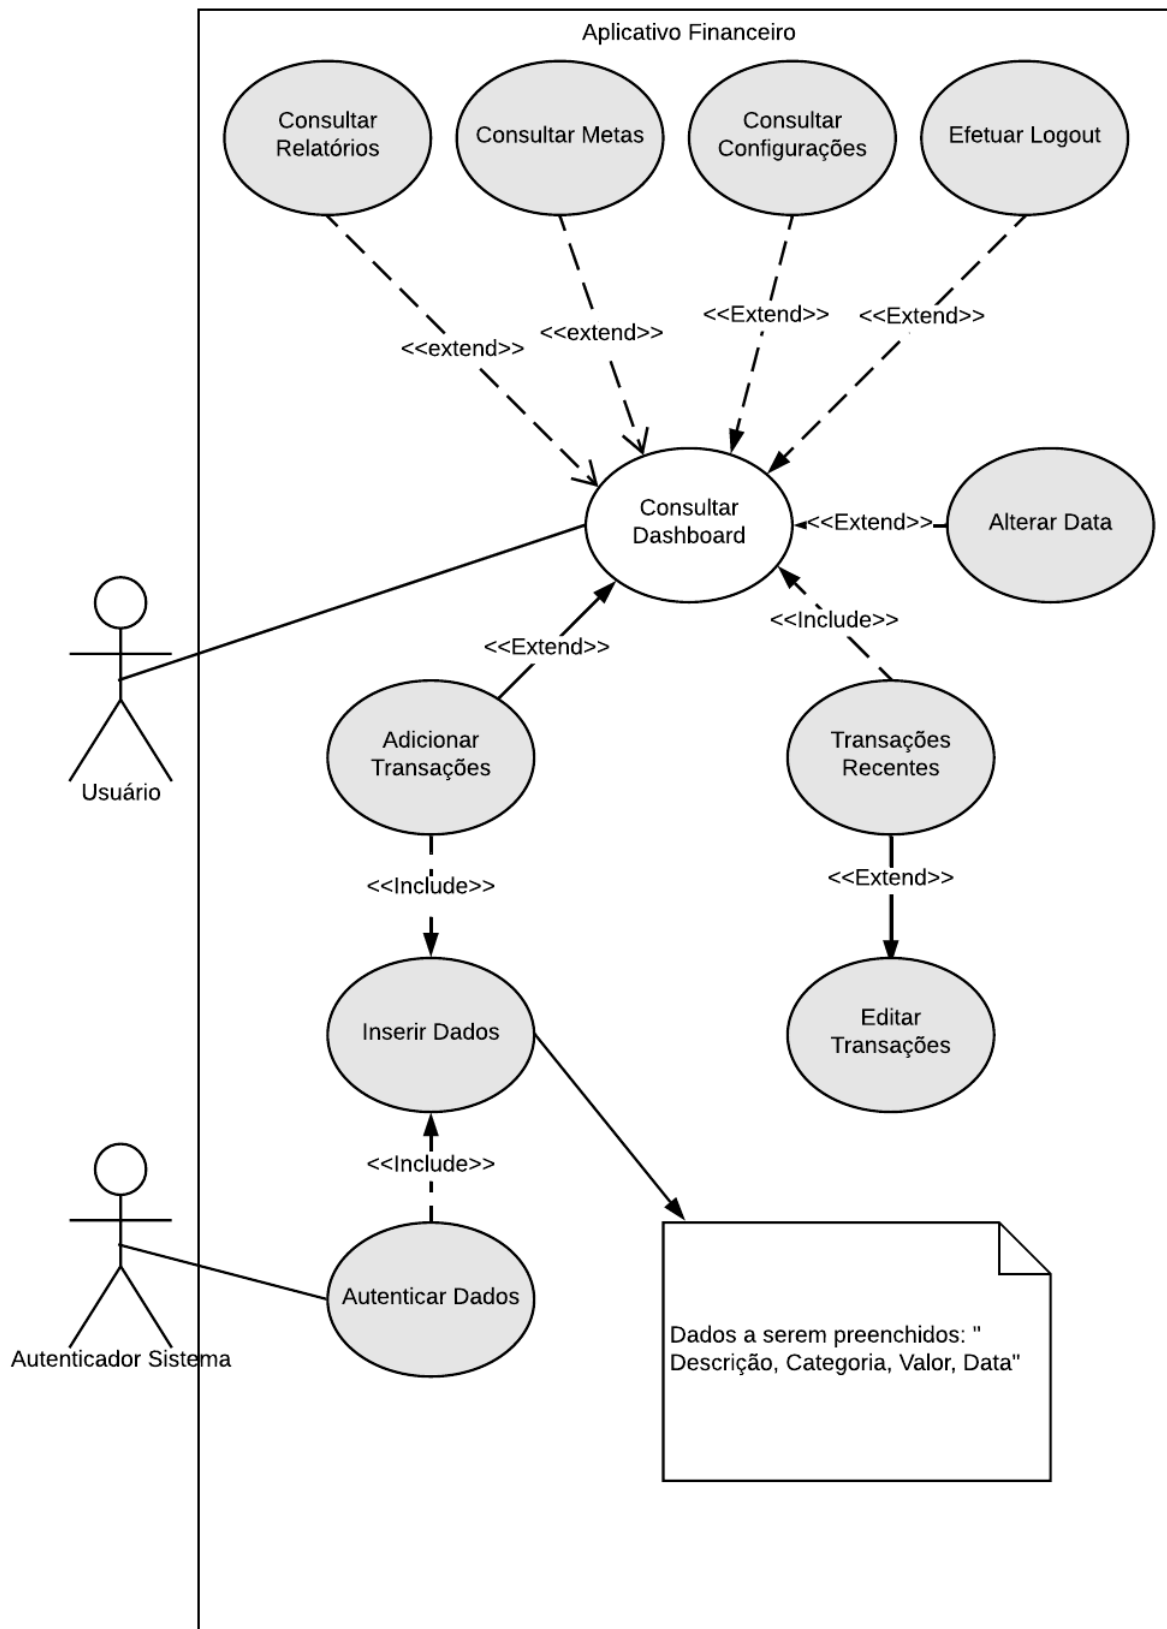 Aplicativo Financeiro
Consultar
Relatórios
Consultar Metas
Consultar
Configurações
Efetuar Logout
<<extend>>
<<extend>>
<<Extend>>
<<Extend>>
Consultar
Dashboard
<<Extend>>
Alterar Data
<<Extend>>
<<Include>>
Usuário
Adicionar
Transações
Transações
Recentes
<<Include>>
<<Extend>>
Inserir Dados
Editar
Transações
<<Include>>
Autenticador Sistema
Autenticar Dados
Dados a serem preenchidos: "
Descrição, Categoria, Valor, Data"